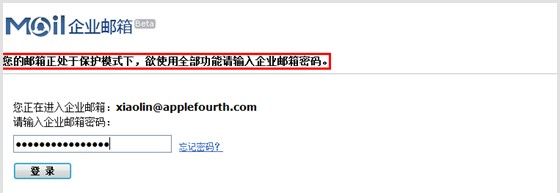 Mail 企业邮箱 Beta
您的邮箱正处于保护模式下，欲使用全部功能请输入企业邮箱密码。
您正在进入企业邮箱：xiaolin@applefourth.com
请输入企业邮箱密码：
●●●●●●●●●●●●●●●● 忘记密码？
登 录